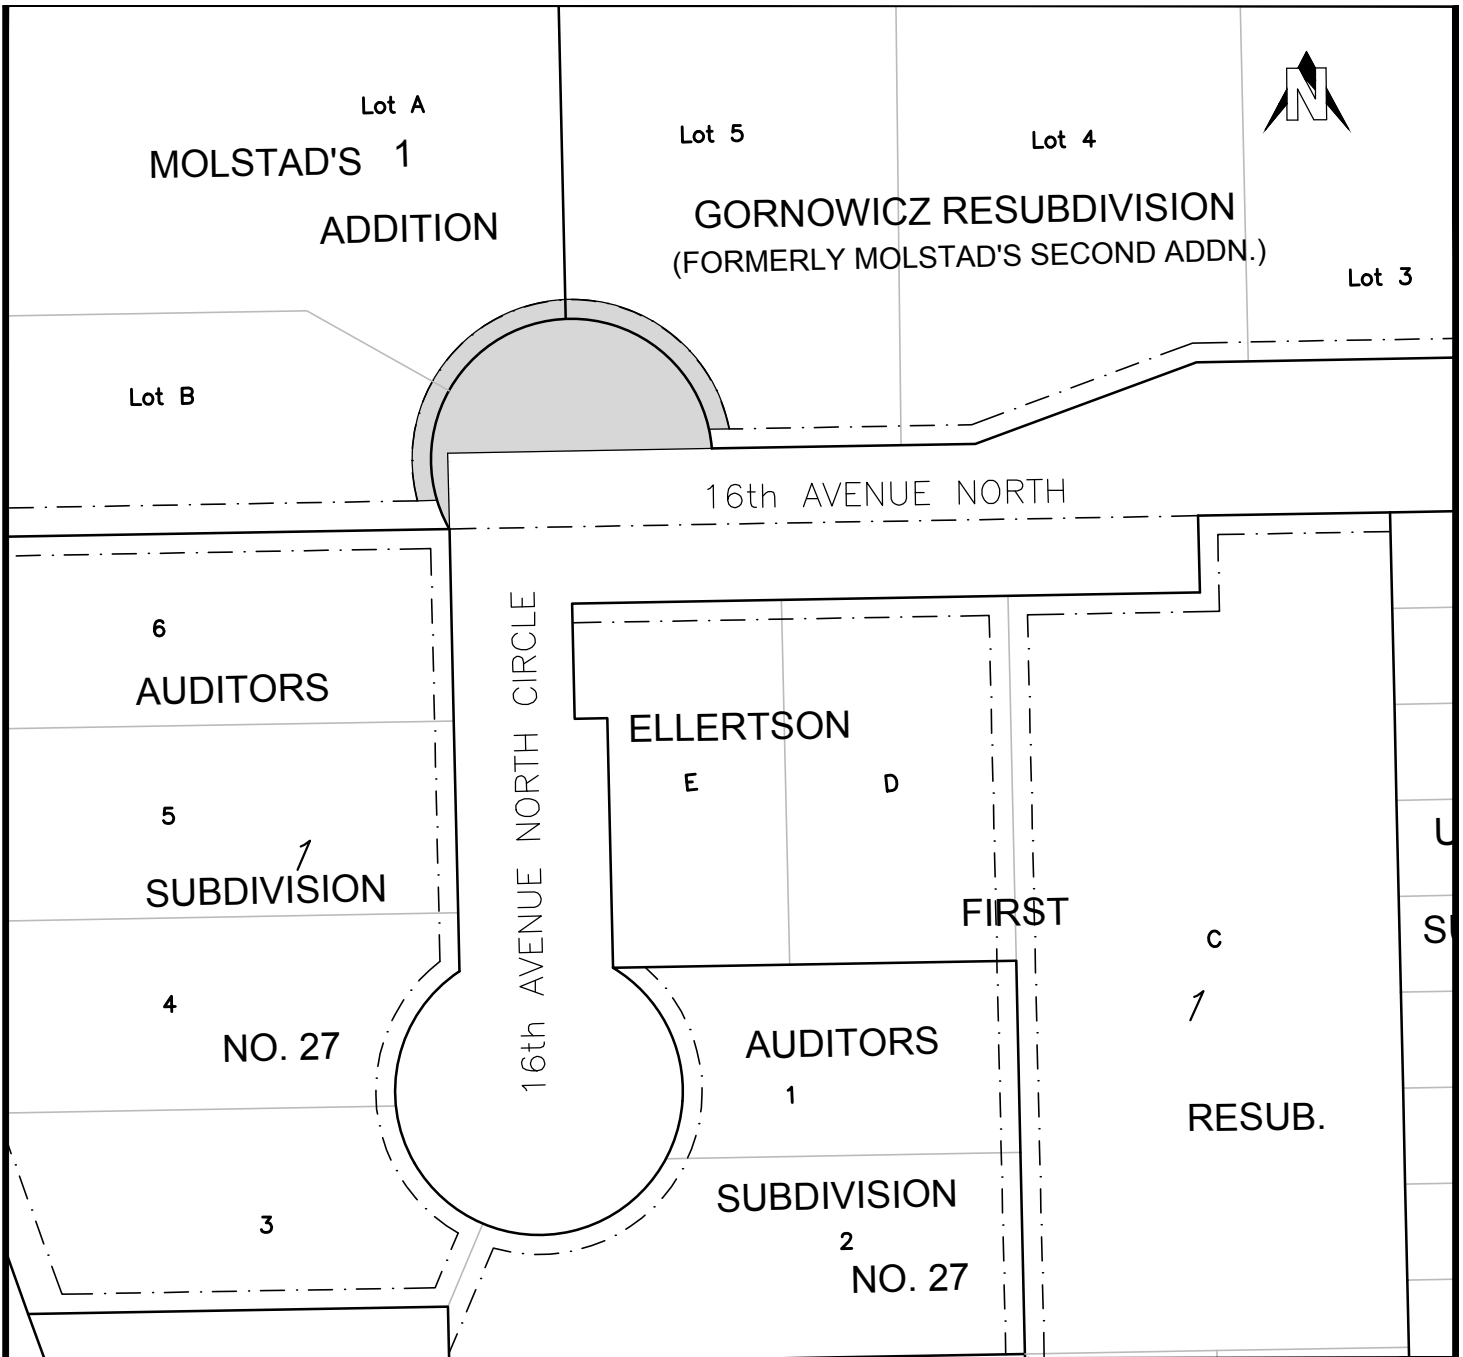 Lot A
MOLSTAD'S 1
ADDITION
Lot 5
Lot 4
N
GORNOWICZ RESUBDIVISION
(FORMERLY MOLSTAD'S SECOND ADDN.)
Lot 3
Lot B
16th AVENUE NORTH
16th AVENUE NORTH CIRCLE
6
AUDITORS
5
1
SUBDIVISION
4
NO. 27
3
ELLERTSON
E
D
FIRST
C
1
RESUB.
AUDITORS
1
SUBDIVISION
2
NO. 27